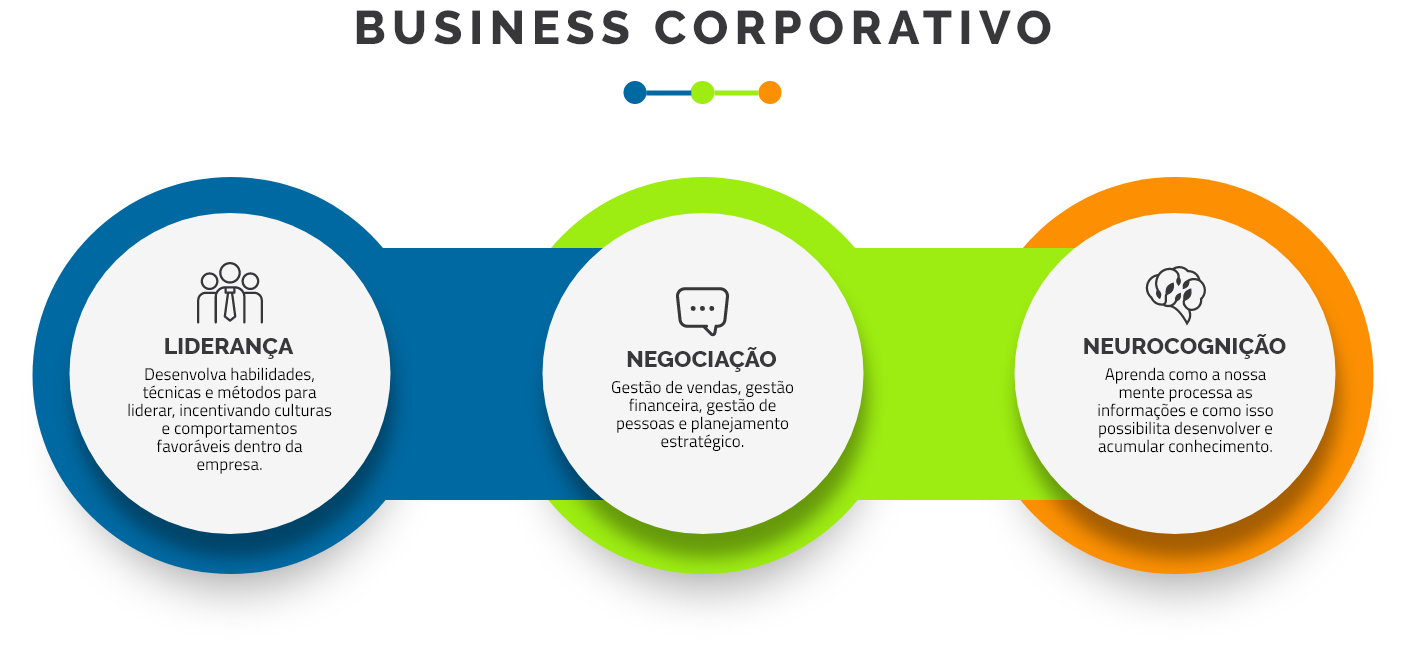 BUSINESS CORPORATIVO
LIDERANÇA
Desenvolva habilidades,
técnicas e métodos para
liderar, incentivando culturas
e comportamentos
favoráveis dentro da
empresa.
NEGOCIAÇÃO
Gestão de vendas, gestão
financeira, gestão de
pessoas e planejamento
estratégico.
NEUROCOGNIÇÃO
Aprenda como a nossa
mente processa as
informações e como isso
possibilita desenvolver e
acumular conhecimento.